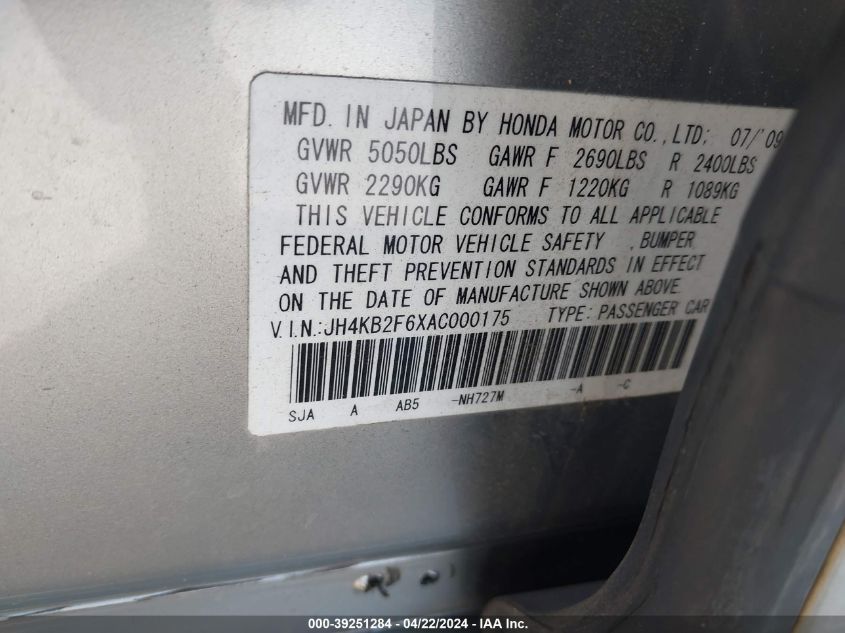 MFD. IN JAPAN BY HONDA MOTOR CO.,LTD; 07/'09
GVWR 5050LBS GAWR F 2690LBS R 2400LBS
GVWR 2290KG GAWR F 1220KG R 1089KG
THIS VEHICLE CONFORMS TO ALL APPLICABLE
FEDERAL MOTOR VEHICLE SAFETY , BUMPER
AND THEFT PREVENTION STANDARDS IN EFFECT
ON THE DATE OF MANUFACTURE SHOWN ABOVE.
V.I.N.:JH4KB2F6XAC000175 TYPE: PASSENGER CAR
SJA A AB5 -NH727M -A -C
000-39251284 - 04/22/2024 - IAA Inc.